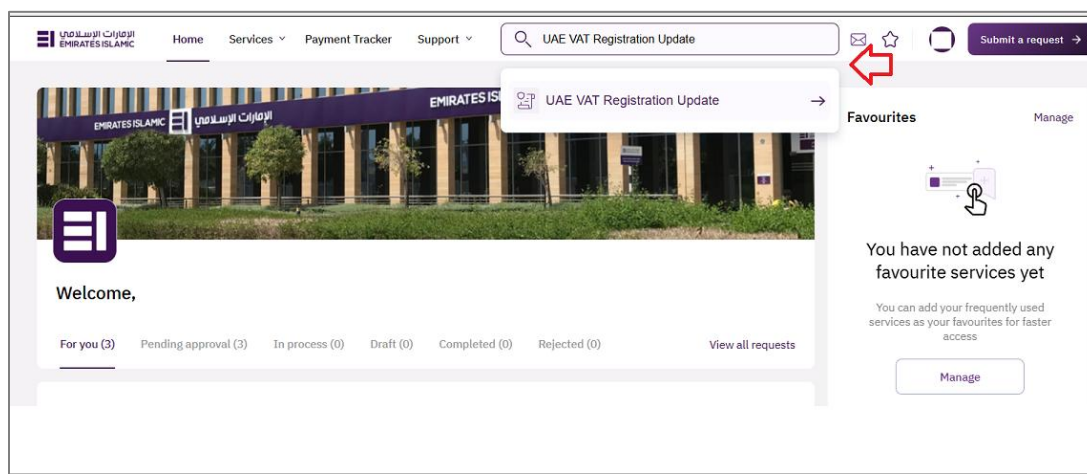 الإمارات الإسلامي
EMIRATES ISLAMIC
Home Services Payment Tracker Support
UAE VAT Registration Update
Submit a request →
UAE VAT Registration Update →
EMIRATES ISLAMIC الإمارات الإسلامي
EMIRATES IS
Welcome,
For you (3) Pending approval (3) In process (0) Draft (0) Completed (0) Rejected (0) View all requests
Favourites Manage
You have not added any
favourite services yet
You can add your frequently used
services as your favourites for faster
access
Manage